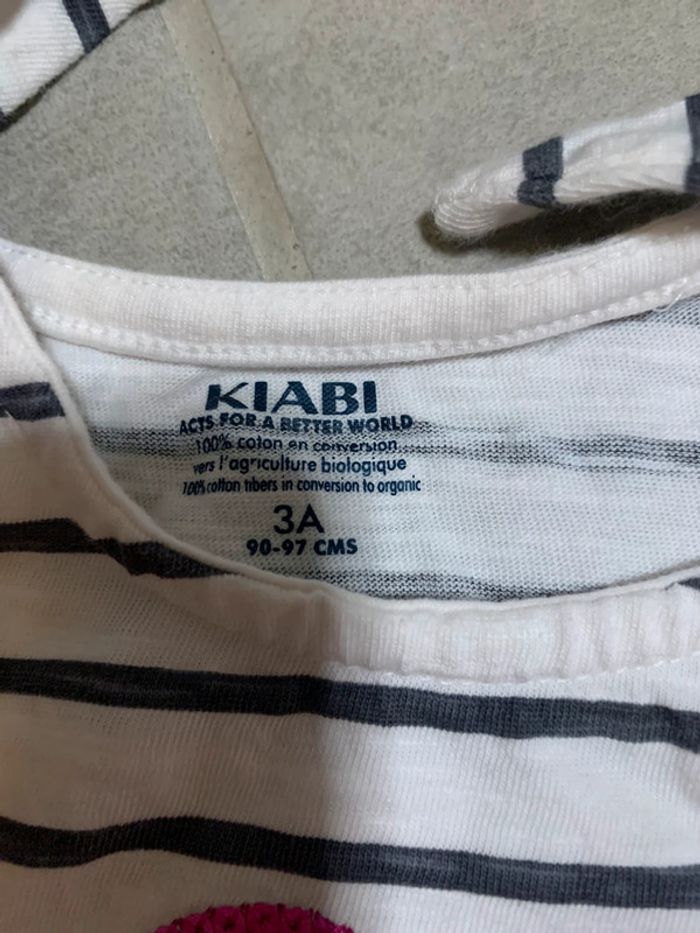 KIABI
ACTS FOR A BETTER WORLD
100% coton en conversion
vers l'agriculture biologique
100% cotton fibers in conversion to organic
3A
90-97 CMS